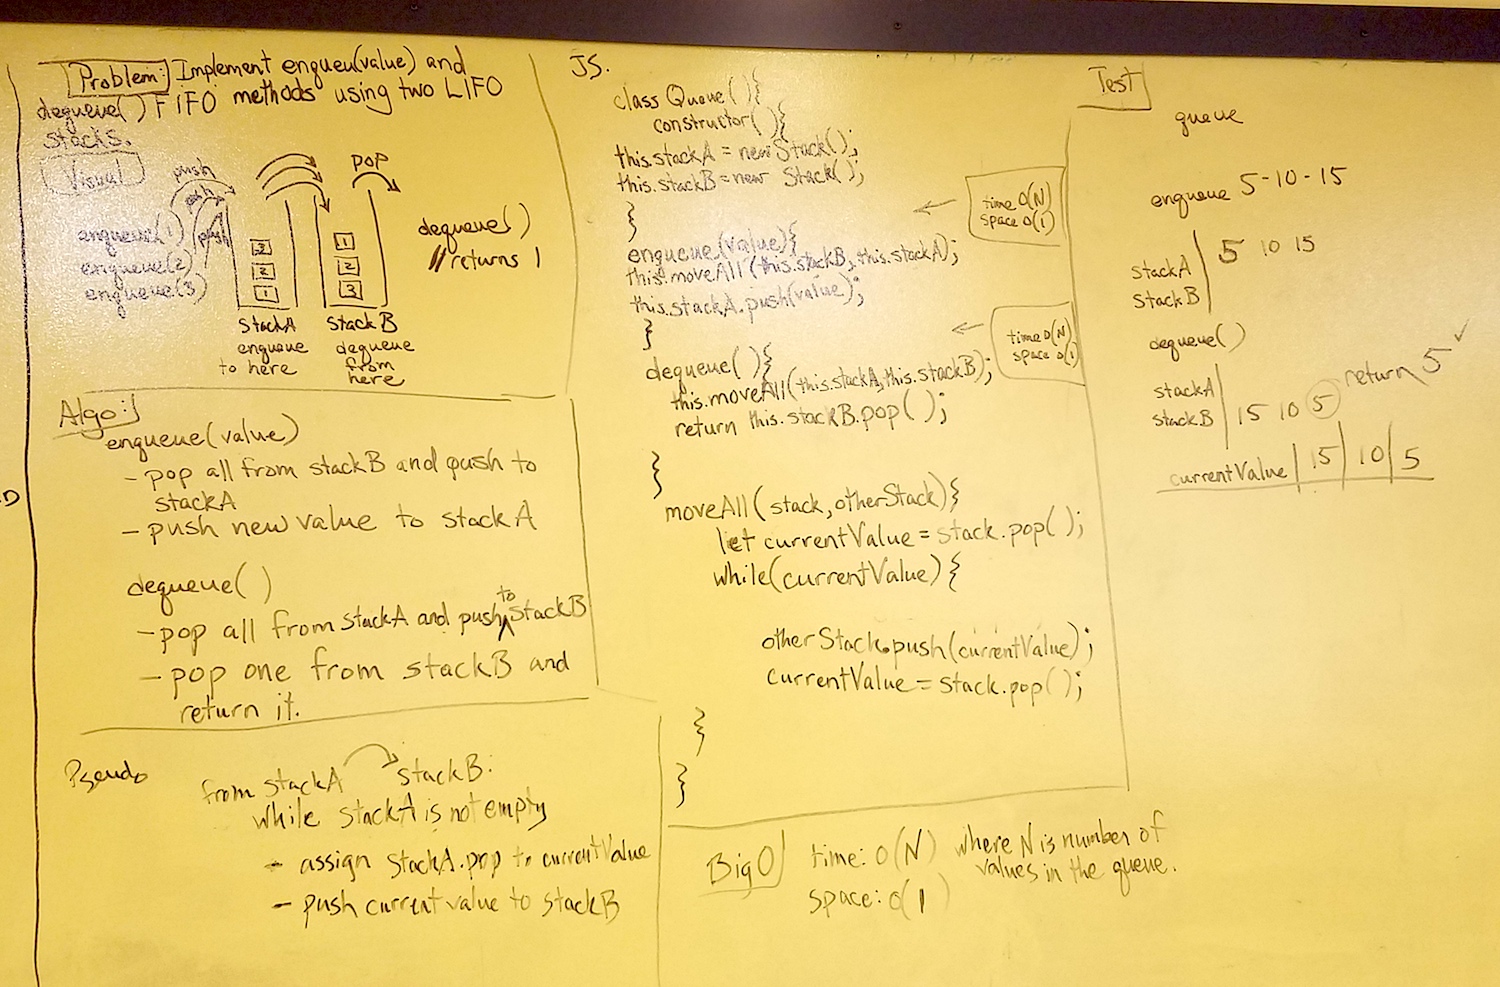 Problem: Implement enqueu(value) and
dequeue() FIFO methods using two LIFO
stacks.
Visual
push
push
push
POP
enqueue(1)
enqueue(2)
enqueue(3)
3
2
1
1
2
3
dequeue()
// returns 1
stackA
enqueue
to here
stackB
dequeue
from
here
Algo:
enqueue(value)
- pop all from stackB and push to
stackA
- push new value to stackA
dequeue()
- pop all from stackA and push to stackB
- pop one from stackB and
return it.
Pseudo
from stackA stackB:
while stackA is not empty
- assign stackA.pop to currentValue
- push current value to stackB
JS.
class Queue(){
constructor(){
this.stackA = new Stack();
this.stackB = new Stack();
}
enqueue(value){
this.moveAll(this.stackB, this.stackA);
this.stackA.push(value);
}
dequeue(){
this.moveAll(this.stackA, this.stackB);
return this.stackB.pop();
}
moveAll(stack, otherStack){
let currentValue = stack.pop();
while(currentValue){
otherStack.push(currentValue);
currentValue = stack.pop();
}
}
time O(N)
space O(1)
time O(N)
space O(1)
Big O
time: O(N) where N is number of
values in the queue.
space: O(1)
Test
queue
enqueue 5-10-15
stackA 5 10 15
stackB
dequeue()
stackA
stackB 15 10 5 return 5 ✓
currentValue 15 10 5
D